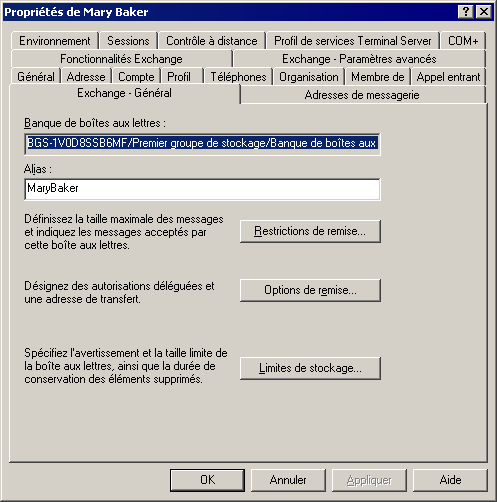 Propriétés de Mary Baker
Environnement Sessions Contrôle à distance Profil de services Terminal Server COM+
Fonctionnalités Exchange Exchange - Paramètres avancés
Général Adresse Compte Profil Téléphones Organisation Membre de Appel entrant
Exchange - Général Adresses de messagerie
Banque de boîtes aux lettres :
BGS-1V0D8SSB6MF/Premier groupe de stockage/Banque de boîtes aux
Alias :
MaryBaker
Définissez la taille maximale des messages
et indiquez les messages acceptés par
cette boîte aux lettres.
Restrictions de remise...
Désignez des autorisations déléguées et
une adresse de transfert.
Options de remise...
Spécifiez l'avertissement et la taille limite de
la boîte aux lettres, ainsi que la durée de
conservation des éléments supprimés.
Limites de stockage...
OK Annuler Appliquer Aide